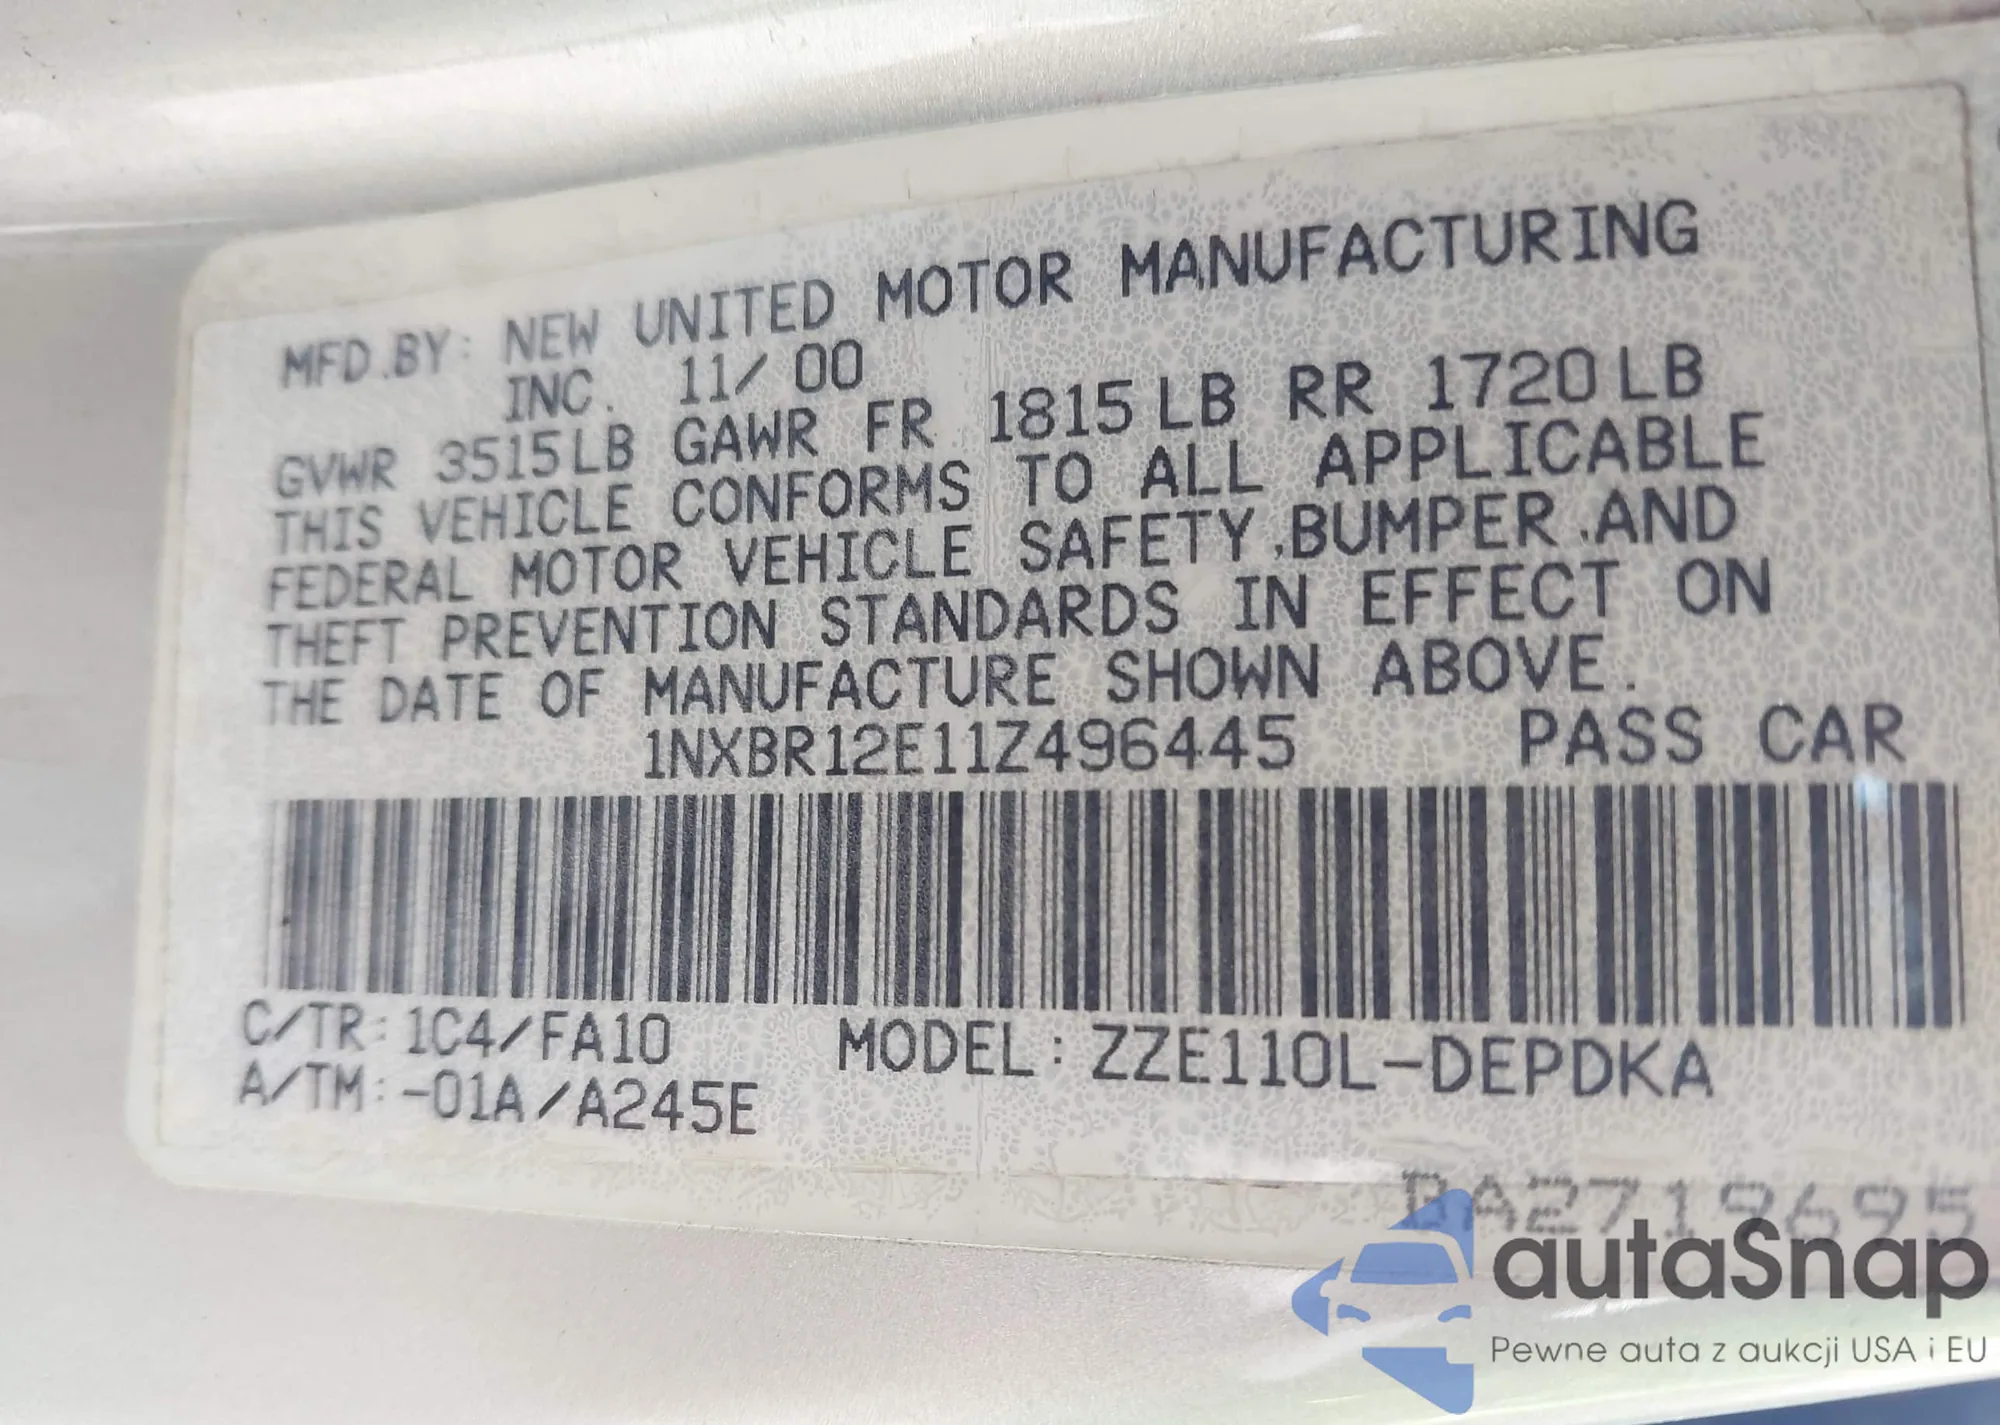 MFD.BY: NEW UNITED MOTOR MANUFACTURING
INC. 11/ 00
GVWR 3515LB GAWR FR 1815LB RR 1720LB
THIS VEHICLE CONFORMS TO ALL APPLICABLE
FEDERAL MOTOR VEHICLE SAFETY,BUMPER,AND
THEFT PREVENTION STANDARDS IN EFFECT ON
THE DATE OF MANUFACTURE SHOWN ABOVE.
1NXBR12E11Z496445 PASS CAR
C/TR: 1C4/FA10 MODEL: ZZE110L-DEPDKA
A/TM: -01A/A245E
BA2719695
autaSnap
Pewne auta z aukcji USA i EU